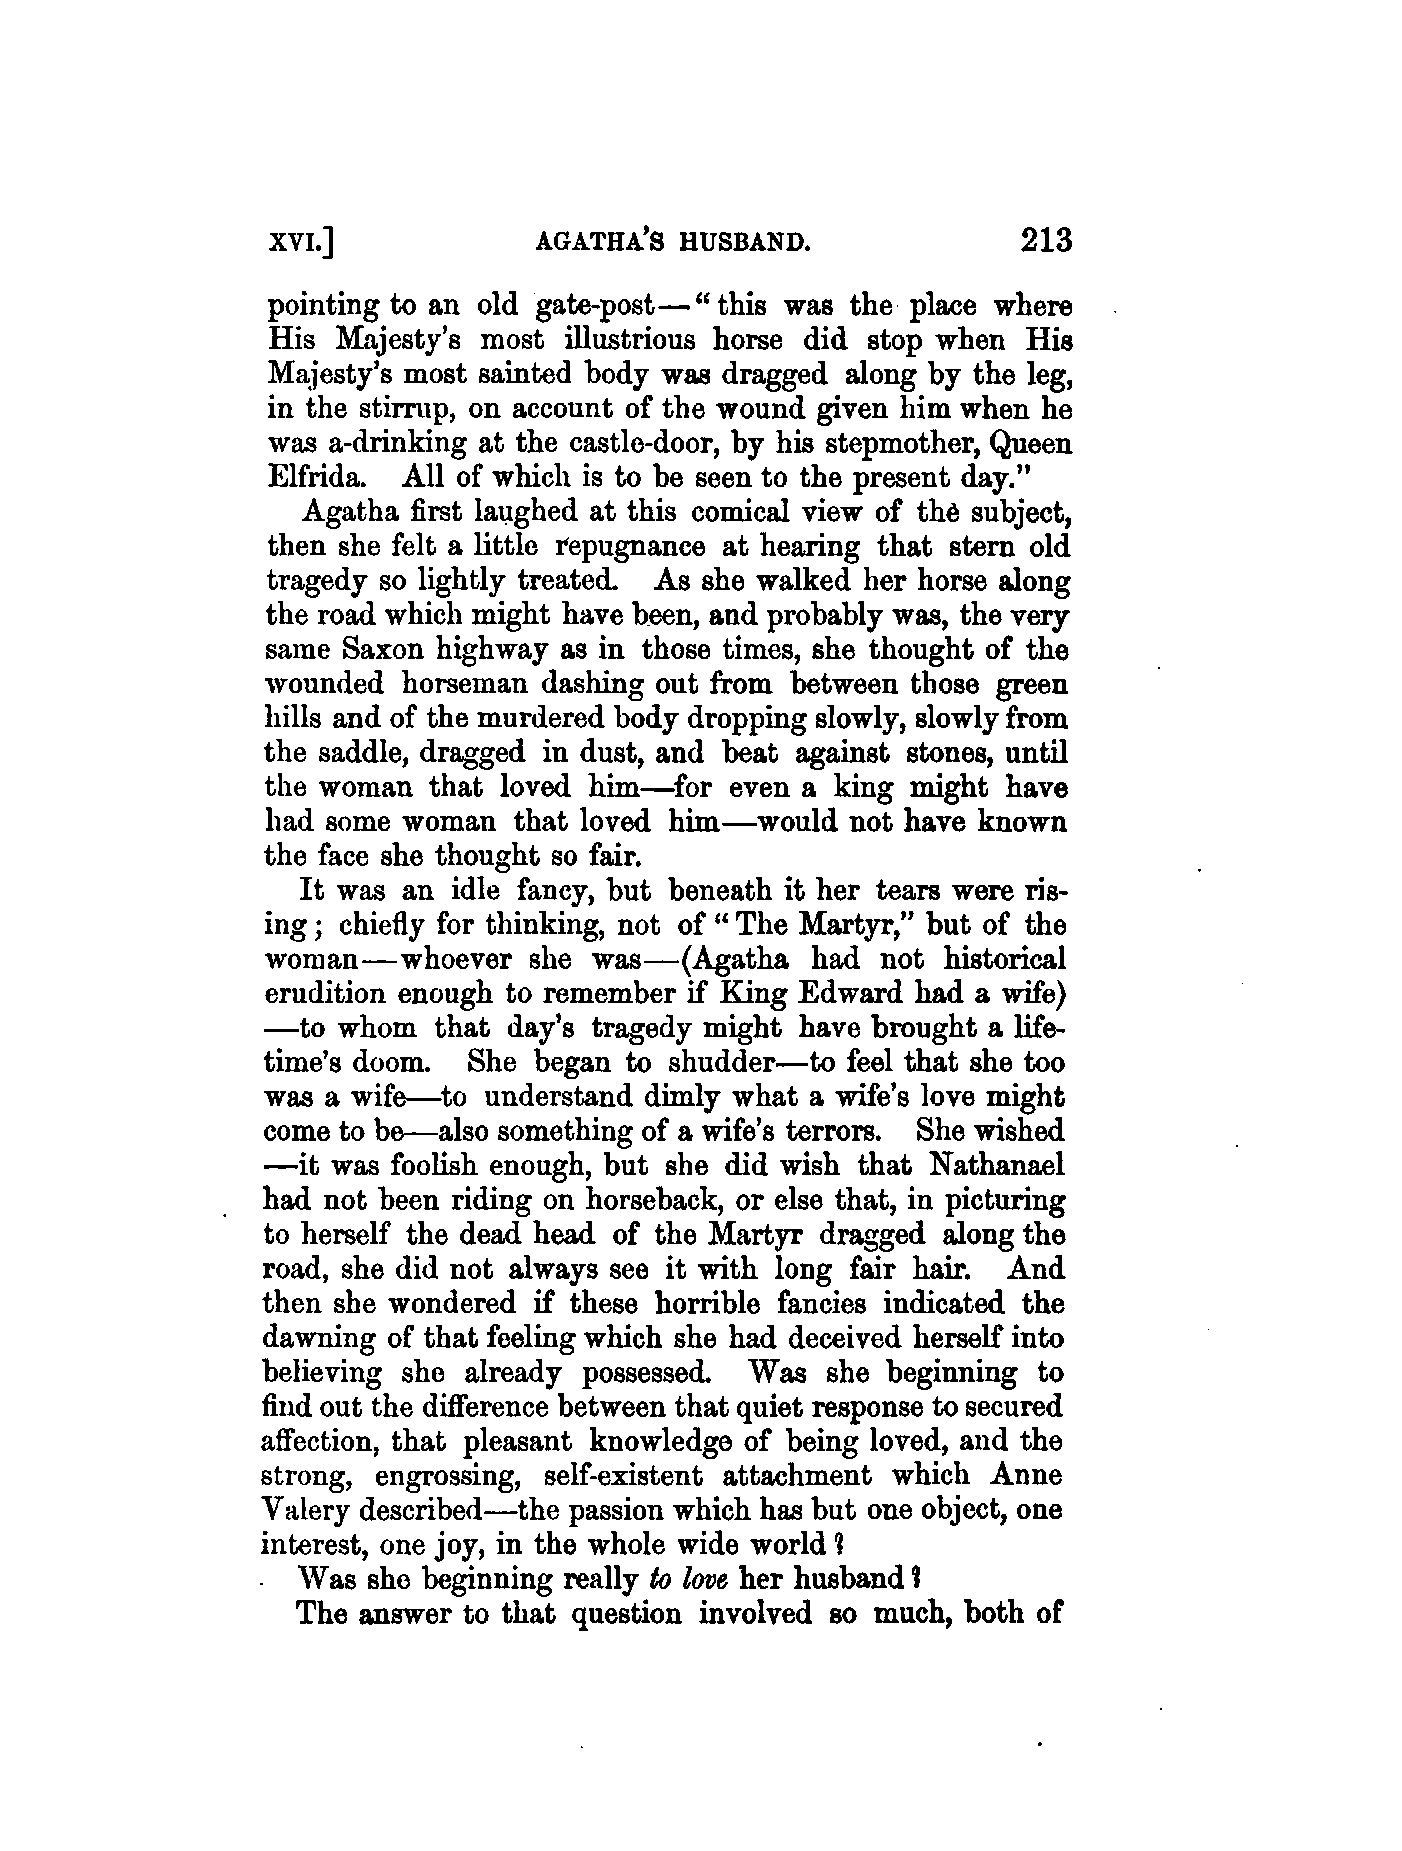 XVI.] AGATHA'S HUSBAND. 213
pointing to an old gate-post—“this was the place where
His Majesty's most illustrious horse did stop when His
Majesty's most sainted body was dragged along by the leg,
in the stirrup, on account of the wound given him when he
was a-drinking at the castle-door, by his stepmother, Queen
Elfrida. All of which is to be seen to the present day.”
Agatha first laughed at this comical view of the subject,
then she felt a little repugnance at hearing that stern old
tragedy so lightly treated. As she walked her horse along
the road which might have been, and probably was, the very
same Saxon highway as in those times, she thought of the
wounded horseman dashing out from between those green
hills and of the murdered body dropping slowly, slowly from
the saddle, dragged in dust, and beat against stones, until
the woman that loved him—for even a king might have
had some woman that loved him—would not have known
the face she thought so fair.
It was an idle fancy, but beneath it her tears were ris-
ing; chiefly for thinking, not of “The Martyr,” but of the
woman—whoever she was—(Agatha had not historical
erudition enough to remember if King Edward had a wife)
—to whom that day's tragedy might have brought a life-
time's doom. She began to shudder—to feel that she too
was a wife—to understand dimly what a wife's love might
come to be—also something of a wife's terrors. She wished
—it was foolish enough, but she did wish that Nathanael
had not been riding on horseback, or else that, in picturing
to herself the dead head of the Martyr dragged along the
road, she did not always see it with long fair hair. And
then she wondered if these horrible fancies indicated the
dawning of that feeling which she had deceived herself into
believing she already possessed. Was she beginning to
find out the difference between that quiet response to secured
affection, that pleasant knowledge of being loved, and the
strong, engrossing, self-existent attachment which Anne
Valery described—the passion which has but one object, one
interest, one joy, in the whole wide world?
Was she beginning really to love her husband?
The answer to that question involved so much, both of